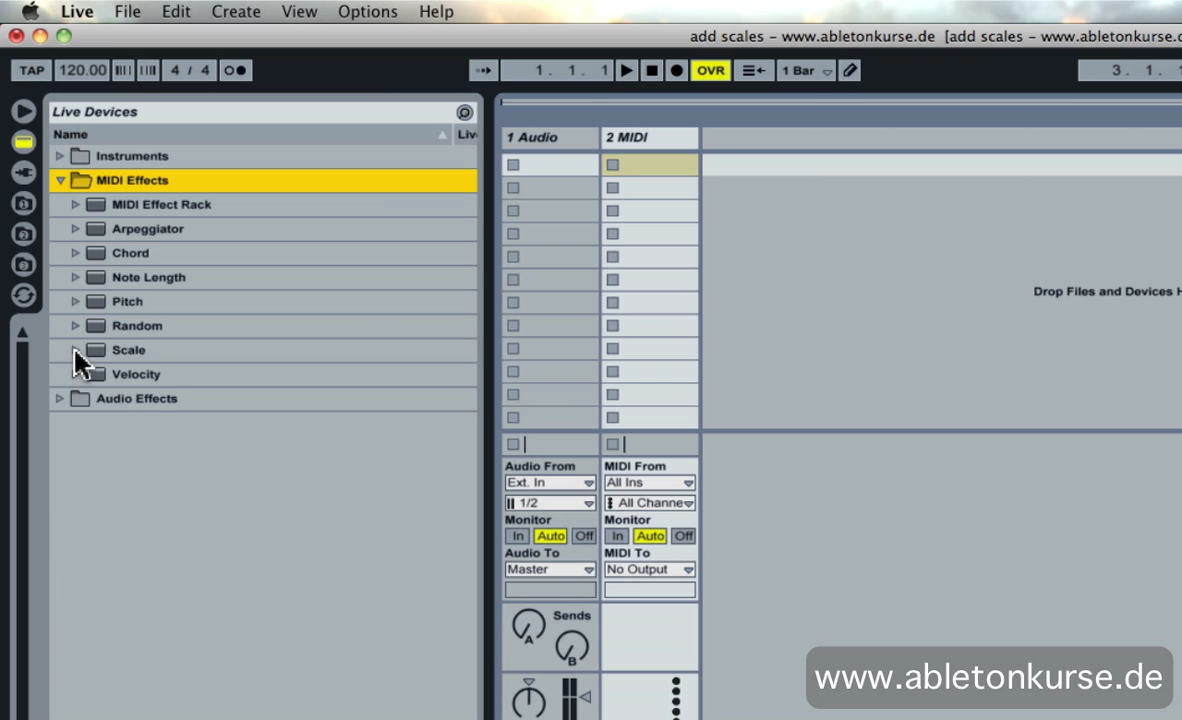 Live File Edit Create View Options Help
add scales – www.abletonkurse.de [add scales – www.abletonkurse.
TAP 120.00 4 / 4 1. 1. 1 OVR 1 Bar 3. 1.
Live Devices
Name
Liv
Instruments
MIDI Effects
MIDI Effect Rack
Arpeggiator
Chord
Note Length
Pitch
Random
Scale
Velocity
Audio Effects
1 Audio 2 MIDI
Drop Files and Devices H
Audio From MIDI From
Ext. In All Ins
1/2 All Channe
Monitor Monitor
In Auto Off In Auto Off
Audio To MIDI To
Master No Output
Sends
A
B
www.abletonkurse.de